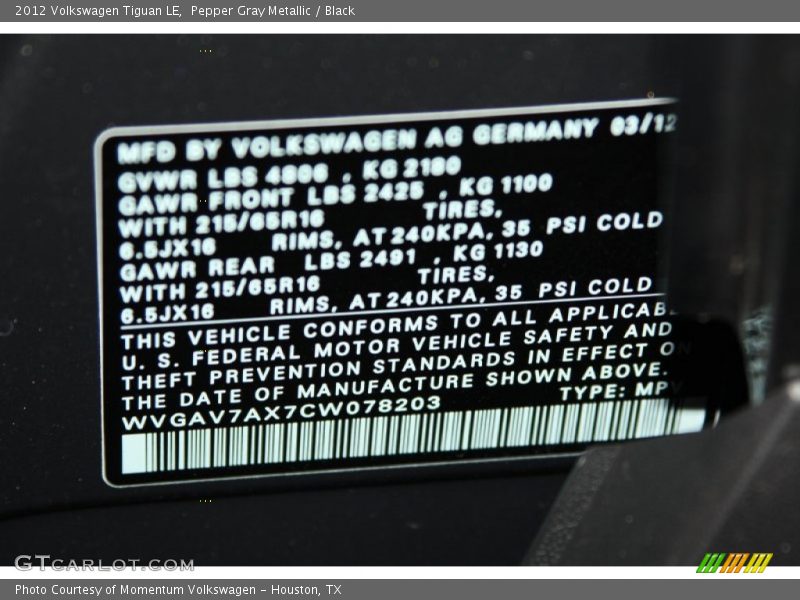 2012 Volkswagen Tiguan LE, Pepper Gray Metallic / Black
MFD BY VOLKSWAGEN AG GERMANY 03/12
GVWR LBS 4806 , KG 2180
GAWR FRONT LBS 2425 , KG 1100
WITH 215/65R16 TIRES,
6.5JX16 RIMS, AT 240KPA, 35 PSI COLD
GAWR REAR LBS 2491 , KG 1130
WITH 215/65R16 TIRES,
6.5JX16 RIMS, AT 240KPA, 35 PSI COLD
THIS VEHICLE CONFORMS TO ALL APPLICAB
U. S. FEDERAL MOTOR VEHICLE SAFETY AND
THEFT PREVENTION STANDARDS IN EFFECT O
THE DATE OF MANUFACTURE SHOWN ABOVE.
WVGAV7AX7CW078203 TYPE: MPV
GTCARLOT.COM
Photo Courtesy of Momentum Volkswagen - Houston, TX